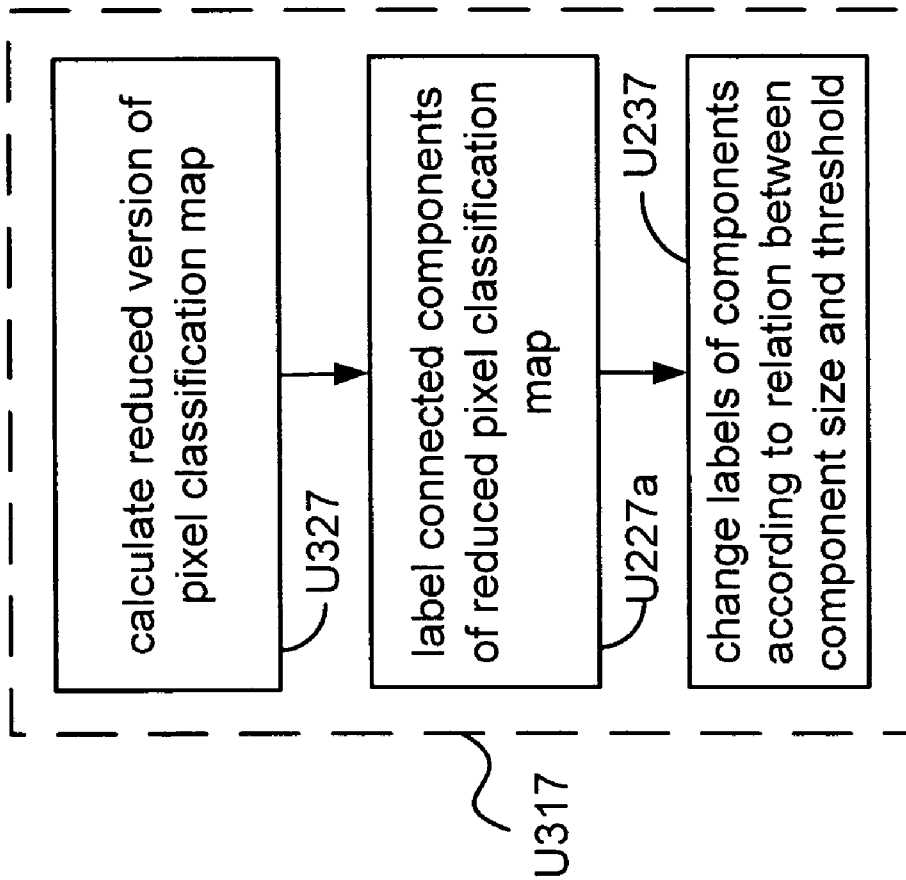 calculate reduced version of
pixel classification map
U327
label connected components
of reduced pixel classification
map
U227a
U237
change labels of components
according to relation between
component size and threshold
U317